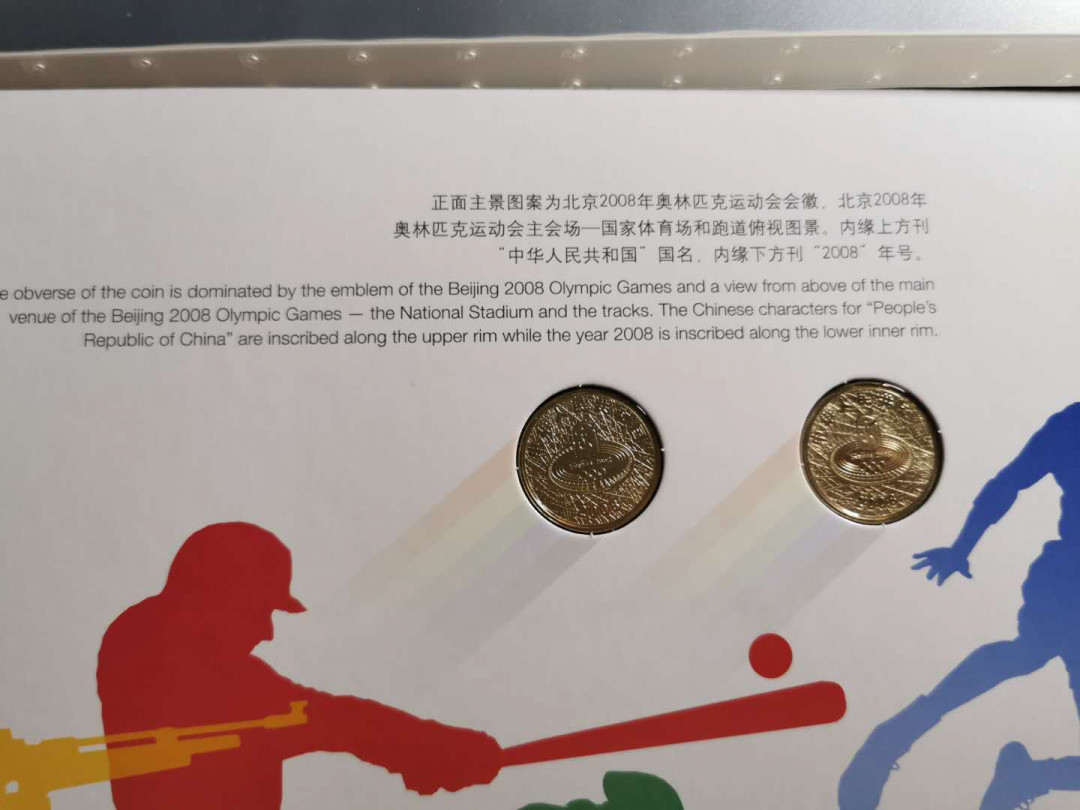 正面主景图案为北京2008年奥林匹克运动会会徽、北京2008年
奥林匹克运动会主会场—国家体育场和跑道俯视图景。内缘上方刊
“中华人民共和国”国名、内缘下方刊“2008”年号。
obverse of the coin is dominated by the emblem of the Beijing 2008 Olympic Games and a view from above of the main
venue of the Beijing 2008 Olympic Games — the National Stadium and the tracks. The Chinese characters for “People’s
Republic of China” are inscribed along the upper rim while the year 2008 is inscribed along the lower inner rim.